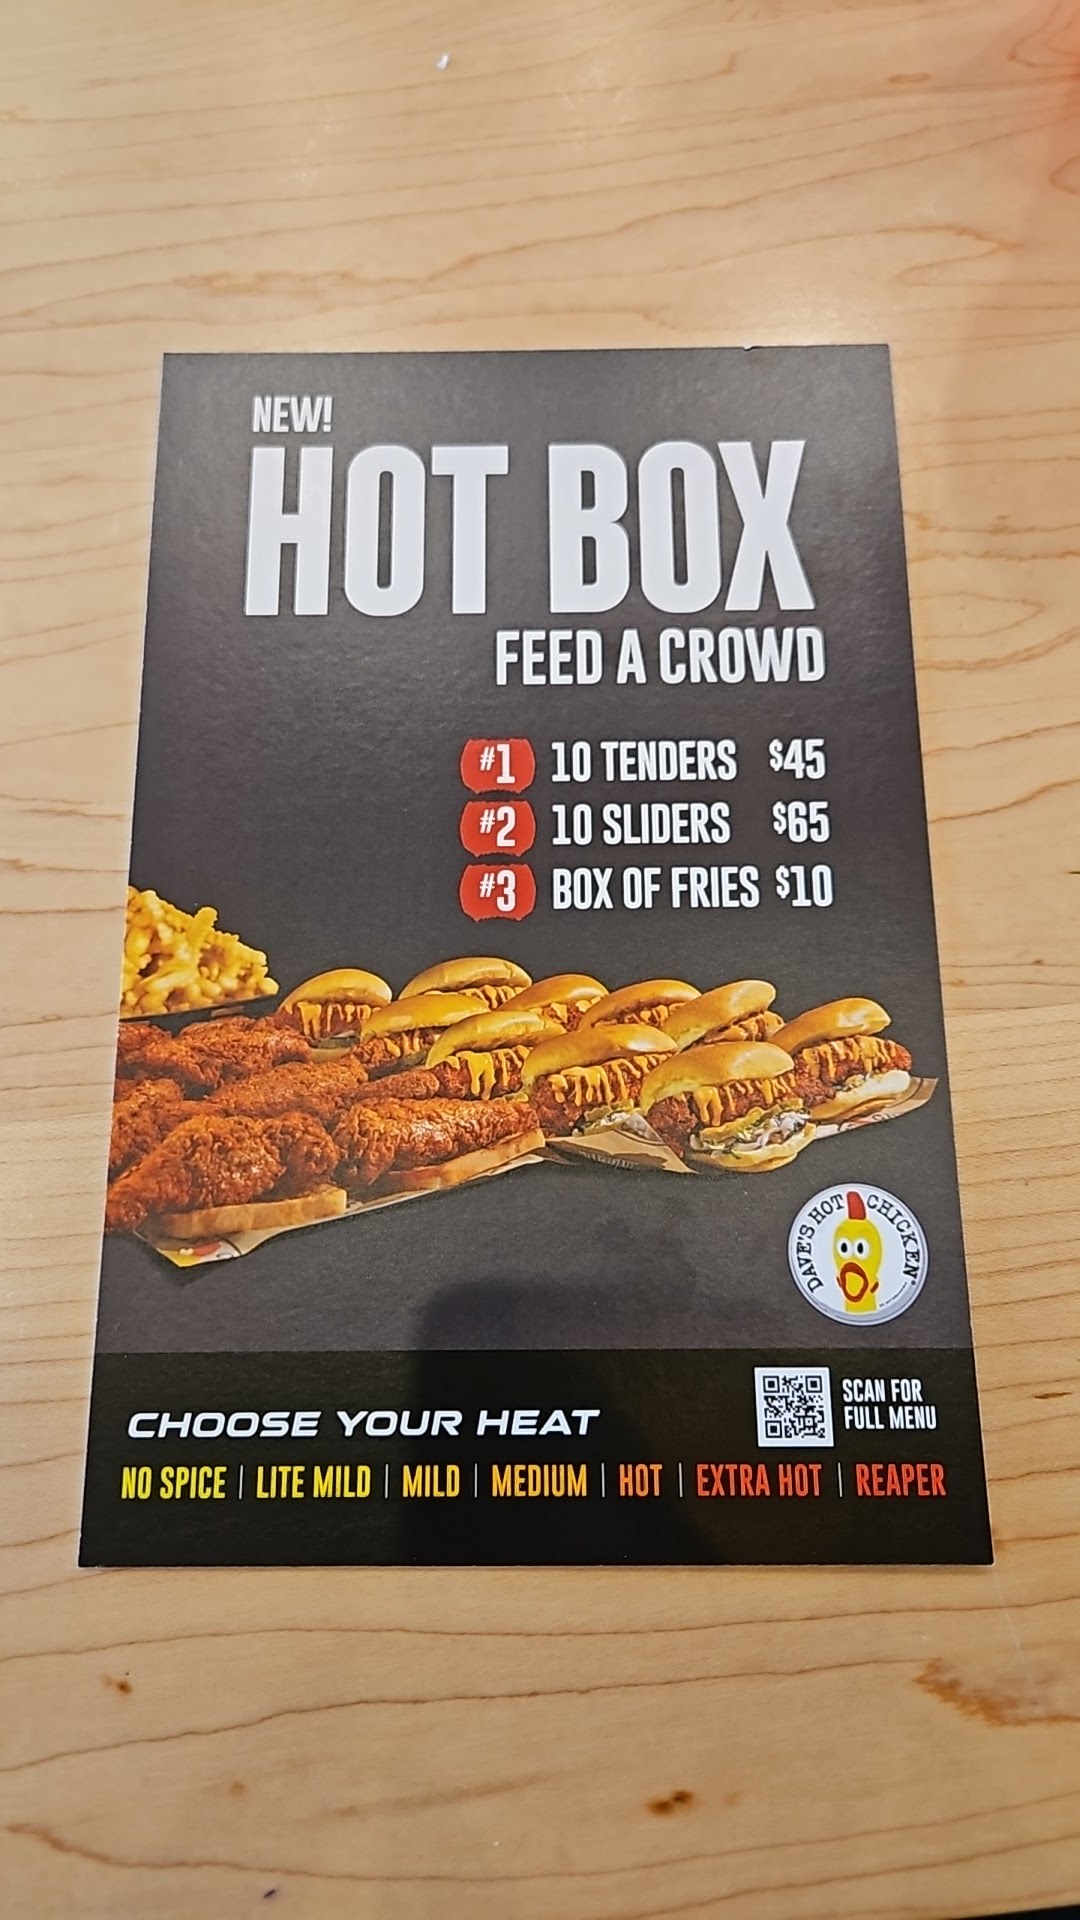 NEW!
HOT BOX
FEED A CROWD
#1 10 TENDERS $45
#2 10 SLIDERS $65
#3 BOX OF FRIES $10
DAVE'S HOT CHICKEN
SCAN FOR
FULL MENU
CHOOSE YOUR HEAT
NO SPICE | LITE MILD | MILD | MEDIUM | HOT | EXTRA HOT | REAPER